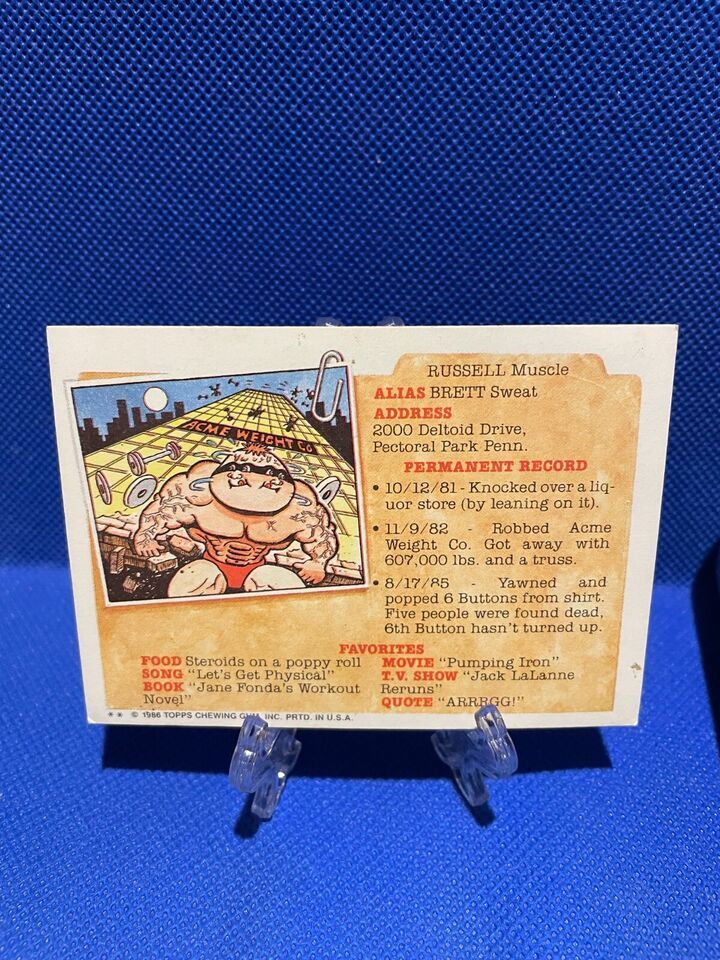 ACME WEIGHT CO
RUSSELL Muscle
ALIAS BRETT Sweat
ADDRESS
2000 Deltoid Drive,
Pectoral Park Penn.
PERMANENT RECORD
• 10/12/81 - Knocked over a liq-
uor store (by leaning on it).
• 11/9/82 - Robbed Acme
Weight Co. Got away with
607,000 lbs. and a truss.
• 8/17/85 - Yawned and
popped 6 Buttons from shirt.
Five people were found dead,
6th Button hasn't turned up.
FAVORITES
FOOD Steroids on a poppy roll
SONG "Let's Get Physical"
BOOK "Jane Fonda's Workout
Novel"
MOVIE "Pumping Iron"
T.V. SHOW "Jack LaLanne
Reruns"
QUOTE "ARRRGG!"
** © 1986 TOPPS CHEWING GUM, INC. PRTD. IN U.S.A.